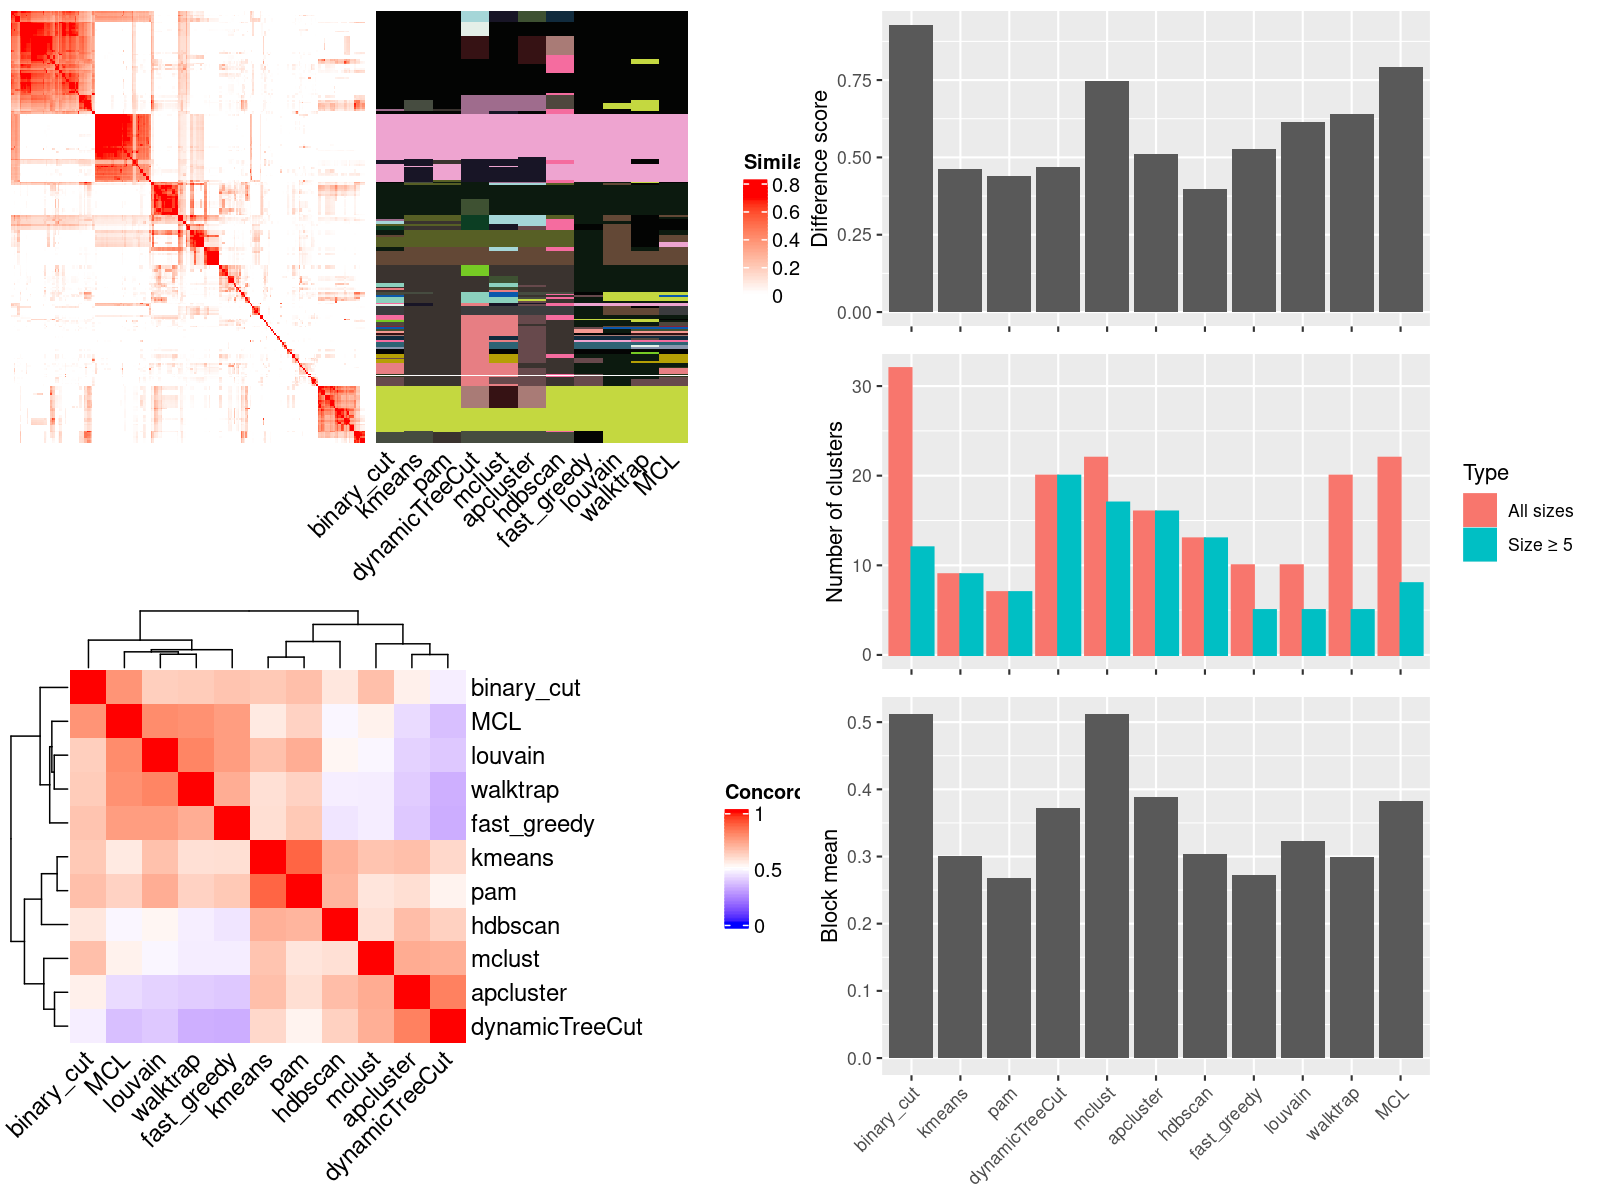 Simila
0.8
0.6
0.4
0.2
0
binary_cut
kmeans
pam
dynamicTreeCut
mclust
apcluster
hdbscan
fast_greedy
louvain
walktrap
MCL
binary_cut
MCL
louvain
walktrap
fast_greedy
kmeans
pam
hdbscan
mclust
apcluster
dynamicTreeCut
binary_cut
MCL
louvain
walktrap
fast_greedy
kmeans
pam
hdbscan
mclust
apcluster
dynamicTreeCut
Concord
1
0.5
0
Difference score
0.75
0.50
0.25
0.00
Number of clusters
30
20
10
0
Type
All sizes
Size ≥ 5
Block mean
0.5
0.4
0.3
0.2
0.1
0.0
binary_cut
kmeans
pam
dynamicTreeCut
mclust
apcluster
hdbscan
fast_greedy
louvain
walktrap
MCL